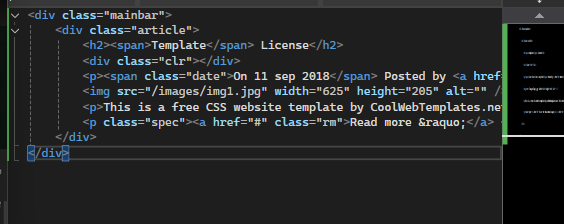 <div class="mainbar">
<div class="article">
<h2><span>Template</span> License</h2>
<div class="clr"></div>
<p><span class="date">On 11 sep 2018</span> Posted by <a href
<img src="/images/img1.jpg" width="625" height="205" alt="" /
<p>This is a free CSS website template by CoolWebTemplates.ne
<p class="spec"><a href="#" class="rm">Read more &raquo;</a>
</div>
</div>